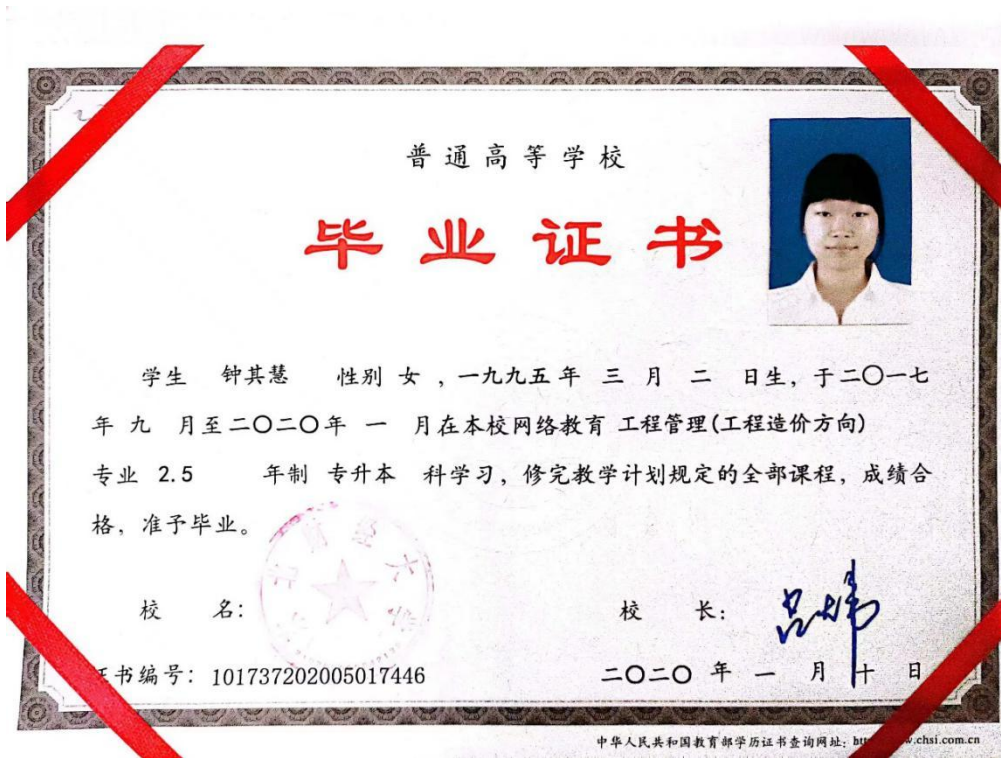 普通高等学校
毕业证书
学生 钟其慧 性别 女 ,一九九五年 三 月 二 日生,于二〇一七
年 九 月至二〇二〇年 一 月在本校网络教育 工程管理(工程造价方向)
专业 2.5 年制 专升本 科学习,修完教学计划规定的全部课程,成绩合
格,准予毕业。
校 名: 校 长:
书编号: 101737202005017446 二〇二〇 年 一 月 十 日
中华人民共和国教育部学历证书查询网址: .chsi.com.cn